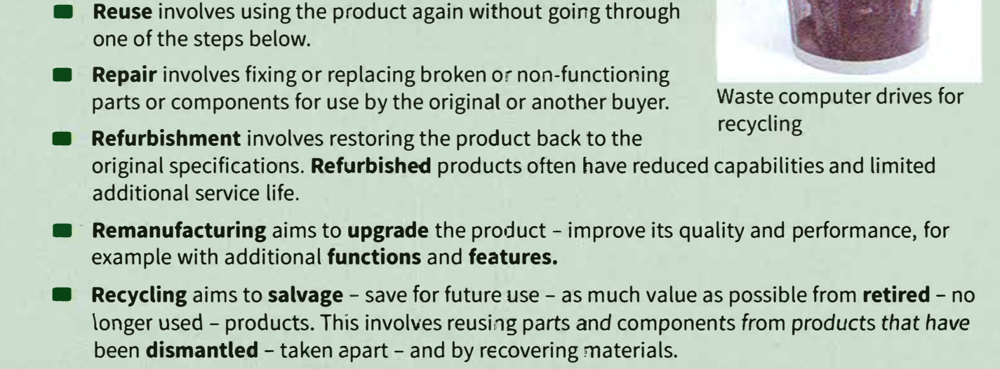 Reuse involves using the product again without going through
one of the steps below.
Repair involves fixing or replacing broken or non-functioning
parts or components for use by the original or another buyer.
Waste computer drives for
recycling
Refurbishment involves restoring the product back to the
original specifications. Refurbished products often have reduced capabilities and limited
additional service life.
Remanufacturing aims to upgrade the product – improve its quality and performance, for
example with additional functions and features.
Recycling aims to salvage – save for future use – as much value as possible from retired – no
longer used – products. This involves reusing parts and components from products that have
been dismantled – taken apart – and by recovering materials.